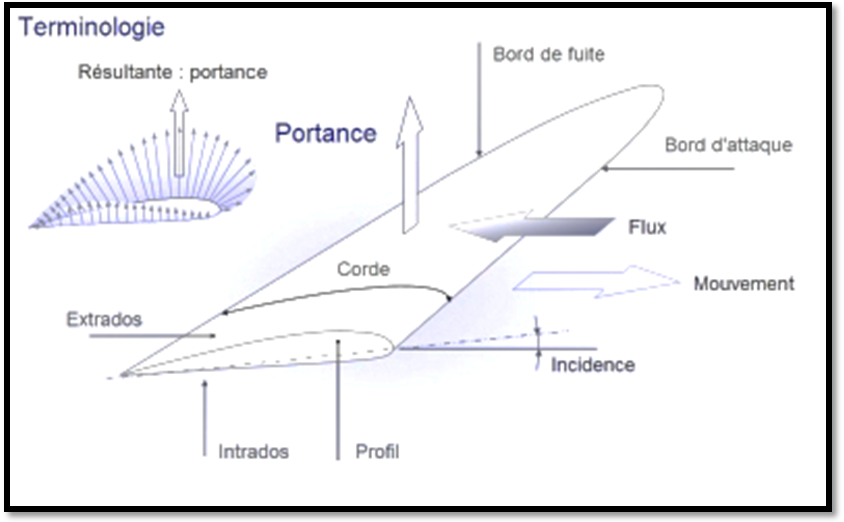 Terminologie
Résultante : portance
Bord de fuite
Portance
Bord d'attaque
Flux
Corde
Mouvement
Extrados
Incidence
Intrados
Profil